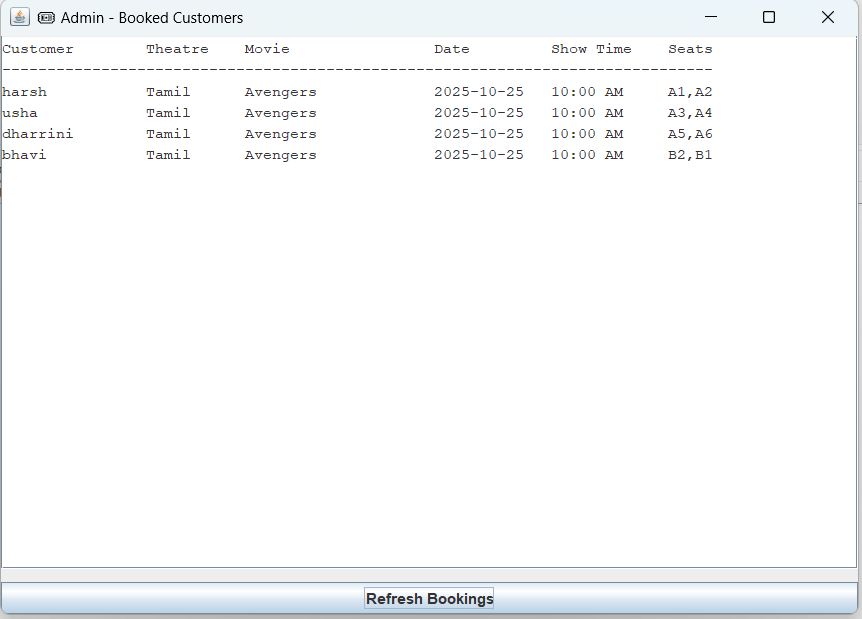 Admin - Booked Customers
Customer        Theatre    Movie                Date         Show Time    Seats
-------------------------------------------------------------------------------
harsh           Tamil      Avengers             2025-10-25   10:00 AM     A1,A2
usha            Tamil      Avengers             2025-10-25   10:00 AM     A3,A4
dharrini        Tamil      Avengers             2025-10-25   10:00 AM     A5,A6
bhavi           Tamil      Avengers             2025-10-25   10:00 AM     B2,B1
Refresh Bookings